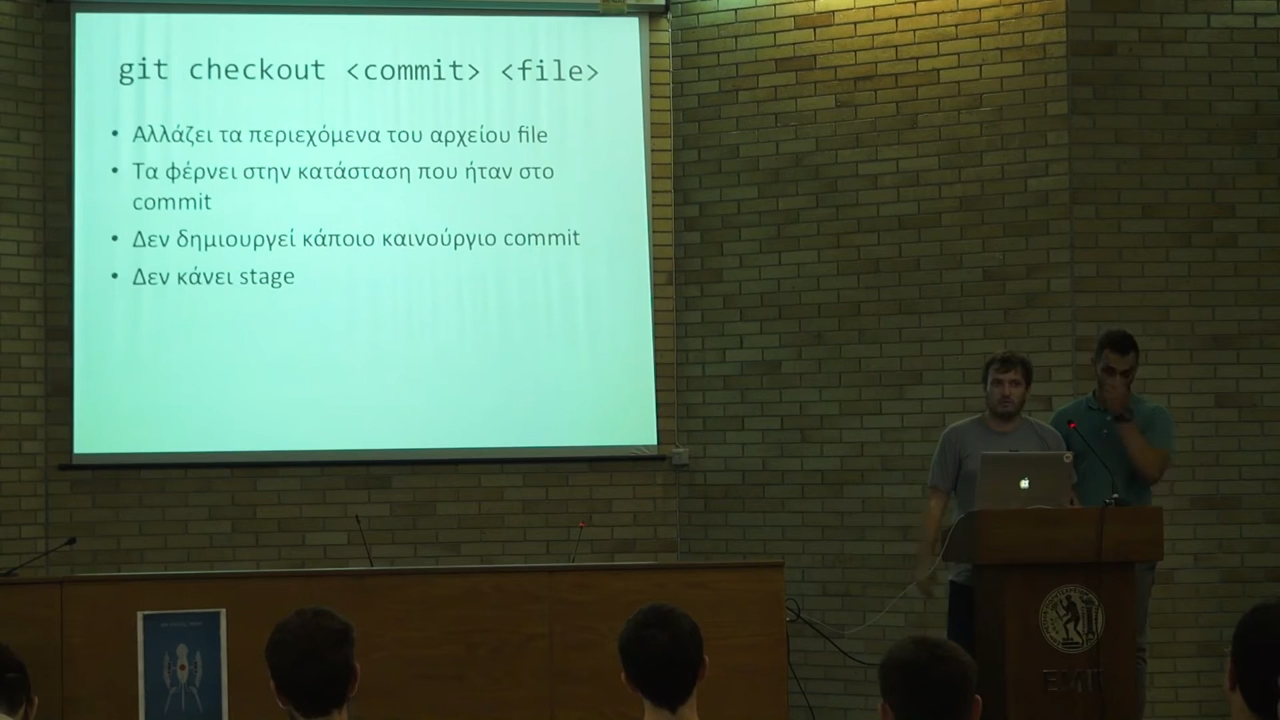 git checkout <commit> <file>
• Αλλάζει τα περιεχόμενα του αρχείου file
• Τα φέρνει στην κατάσταση που ήταν στο
commit
• Δεν δημιουργεί κάποιο καινούργιο commit
• Δεν κάνει stage